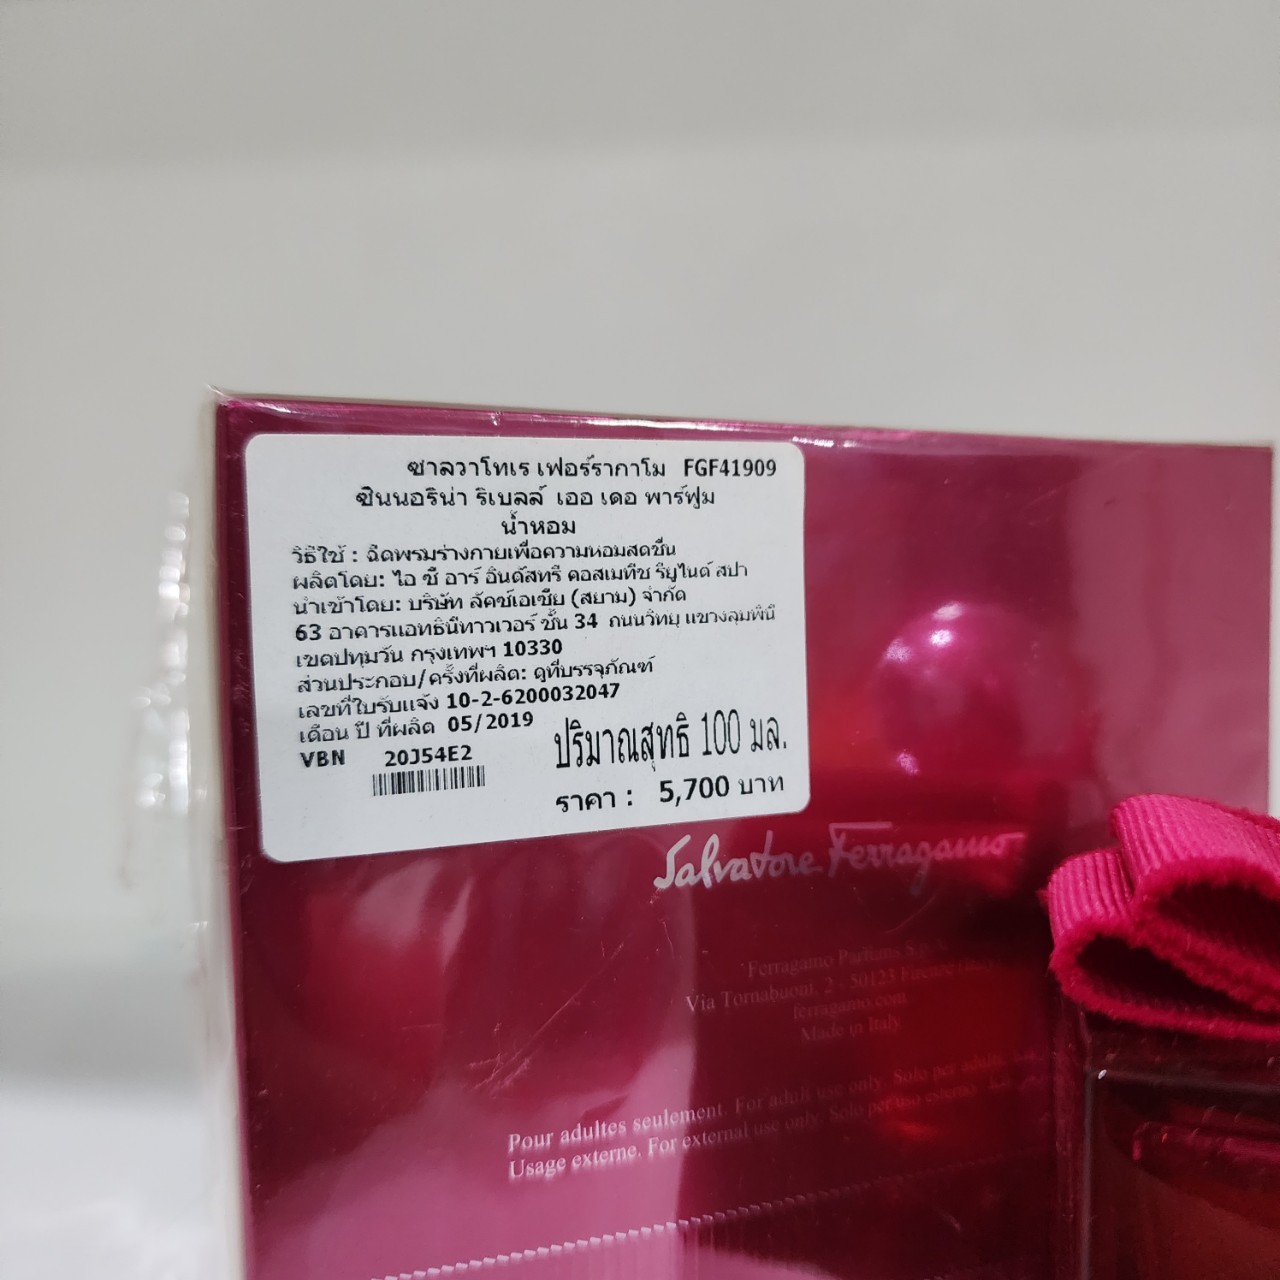 ซาลวาโทเร เฟอร์รากาโม FGF41909
ซินนอริน่า ริเบลล์ เออ เดอ พาร์ฟูม
น้ำหอม
วิธีใช้ : ฉีดพรมร่างกายเพื่อความหอมสดชื่น
ผลิตโดย: ไอ ซี อาร์ อินดัสทรี คอสเมทีช รียูไนต์ สปา
นำเข้าโดย: บริษัท ลัคซ์เอเซีย (สยาม) จำกัด
63 อาคารแอทธินีทาวเวอร์ ชั้น 34 ถนนวิทยุ แขวงลุมพินี
เขตปทุมวัน กรุงเทพฯ 10330
ส่วนประกอบ/ครั้งที่ผลิต: ดูที่บรรจุภัณฑ์
เลขที่ใบรับแจ้ง 10-2-6200032047
เดือน ปี ที่ผลิต 05/2019
VBN 20J54E2
ปริมาณสุทธิ 100 มล.
ราคา : 5,700 บาท
Salvatore Ferragamo
Ferragamo Parfums S.p.A.
Via Tornabuoni, 2 - 50123 Firenze
ferragamo.com
Made in Italy
Pour adultes seulement. For adult use only. Solo per adulti.
Usage externe. For external use only. Solo per uso esterno.